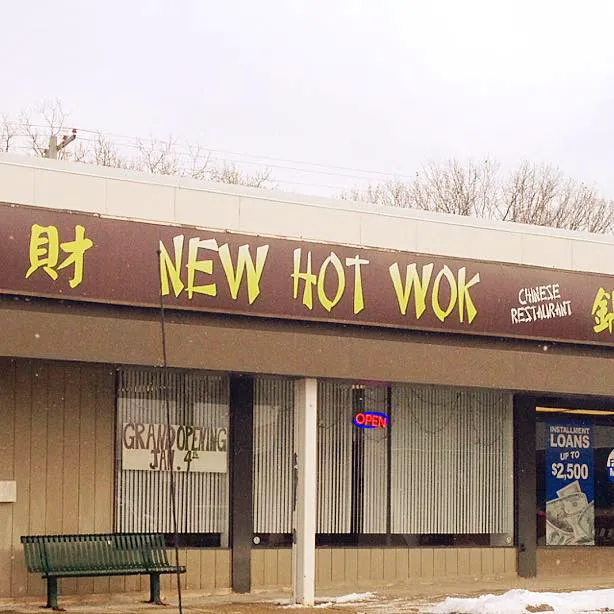 財 NEW HOT WOK
CHINESE
RESTAURANT
GRAND OPENING
JAN. 4th
OPEN
INSTALLMENT
LOANS
UP TO
$2,500